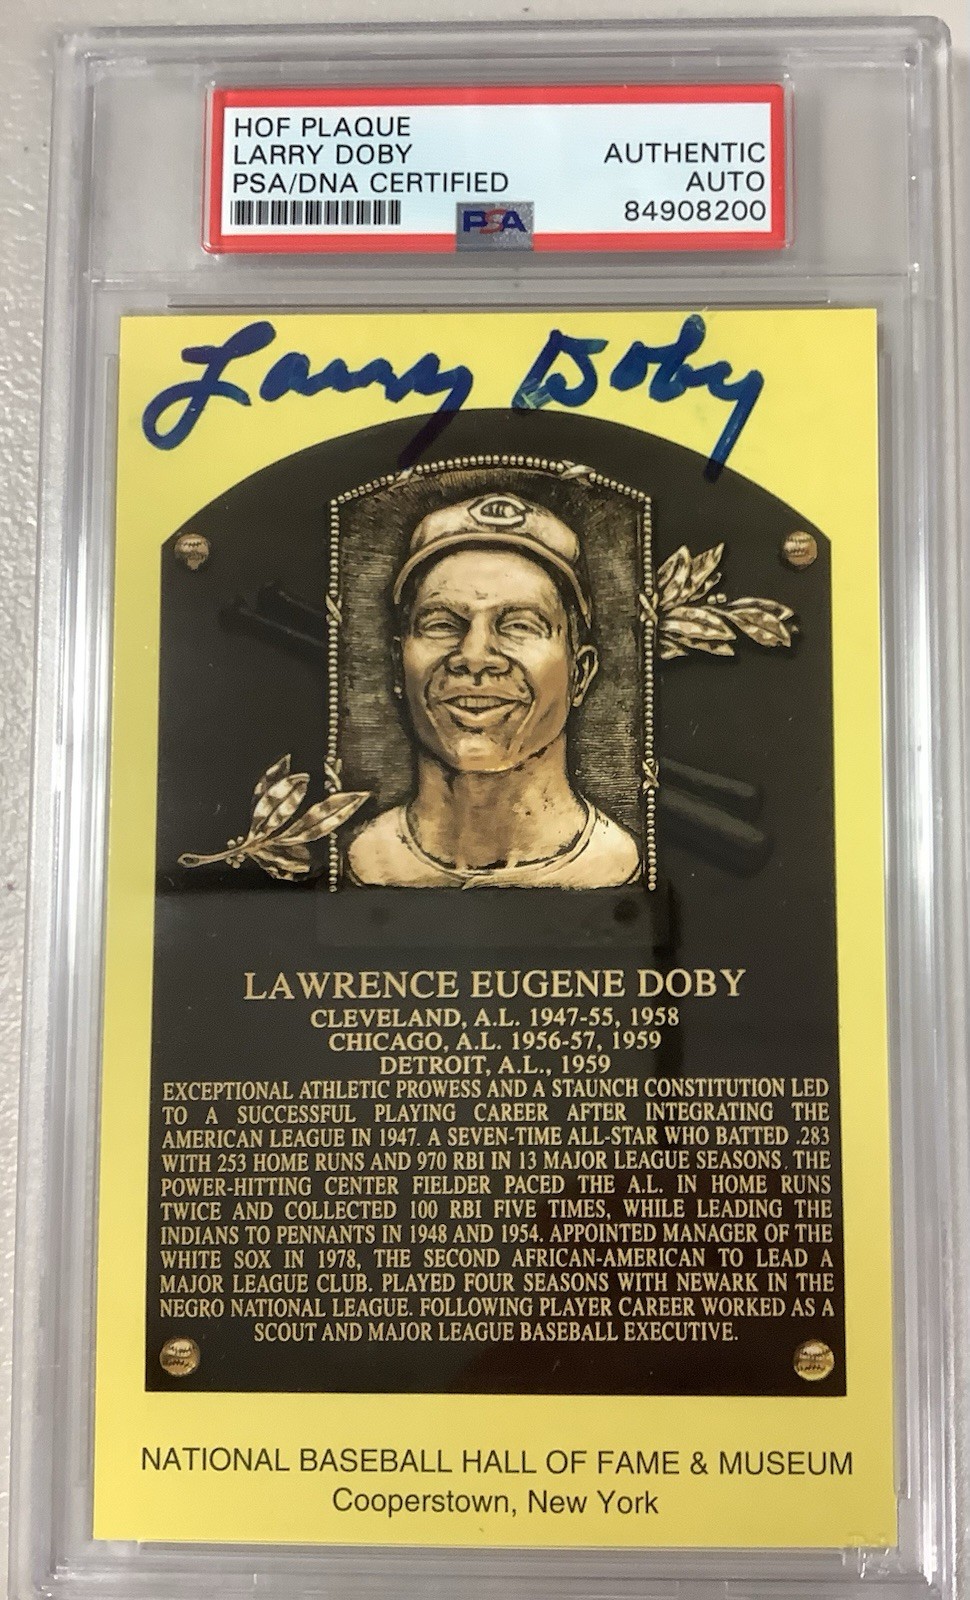 HOF PLAQUE
LARRY DOBY
PSA/DNA CERTIFIED
AUTHENTIC
AUTO
84908200
PSA
Larry Doby
C
LAWRENCE EUGENE DOBY
CLEVELAND, A.L. 1947-55, 1958
CHICAGO, A.L. 1956-57, 1959
DETROIT, A.L., 1959
EXCEPTIONAL ATHLETIC PROWESS AND A STAUNCH CONSTITUTION LED
TO A SUCCESSFUL PLAYING CAREER AFTER INTEGRATING THE
AMERICAN LEAGUE IN 1947. A SEVEN-TIME ALL-STAR WHO BATTED .283
WITH 253 HOME RUNS AND 970 RBI IN 13 MAJOR LEAGUE SEASONS. THE
POWER-HITTING CENTER FIELDER PACED THE A.L. IN HOME RUNS
TWICE AND COLLECTED 100 RBI FIVE TIMES, WHILE LEADING THE
INDIANS TO PENNANTS IN 1948 AND 1954. APPOINTED MANAGER OF THE
WHITE SOX IN 1978, THE SECOND AFRICAN-AMERICAN TO LEAD A
MAJOR LEAGUE CLUB. PLAYED FOUR SEASONS WITH NEWARK IN THE
NEGRO NATIONAL LEAGUE. FOLLOWING PLAYER CAREER WORKED AS A
SCOUT AND MAJOR LEAGUE BASEBALL EXECUTIVE.
NATIONAL BASEBALL HALL OF FAME & MUSEUM
Cooperstown, New York